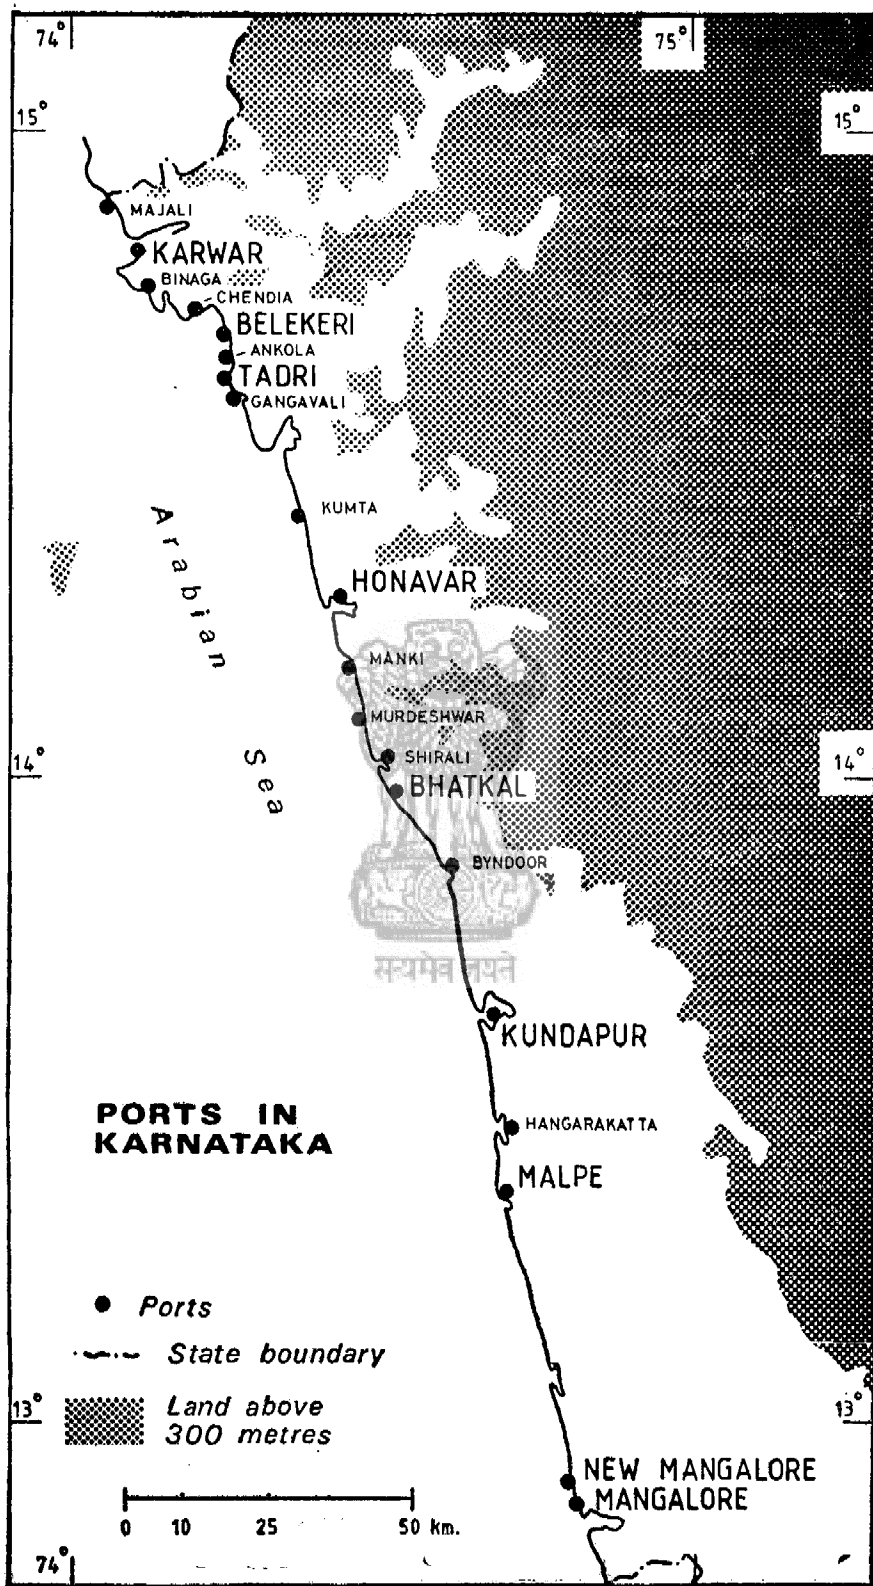 74°
75°
15°
15°
MAJALI
KARWAR
BINAGA
CHENDIA
BELEKERI
ANKOLA
TADRI
GANGAVALI
KUMTA
Arabian Sea
HONAVAR
MANKI
MURDESHWAR
SHIRALI
14°
14°
BHATKAL
BYNDOOR
सत्यमेव जयते
KUNDAPUR
PORTS IN
KARNATAKA
HANGARAKATTA
MALPE
Ports
State boundary
Land above
300 metres
13°
13°
NEW MANGALORE
MANGALORE
0 10 25 50 km.
74°